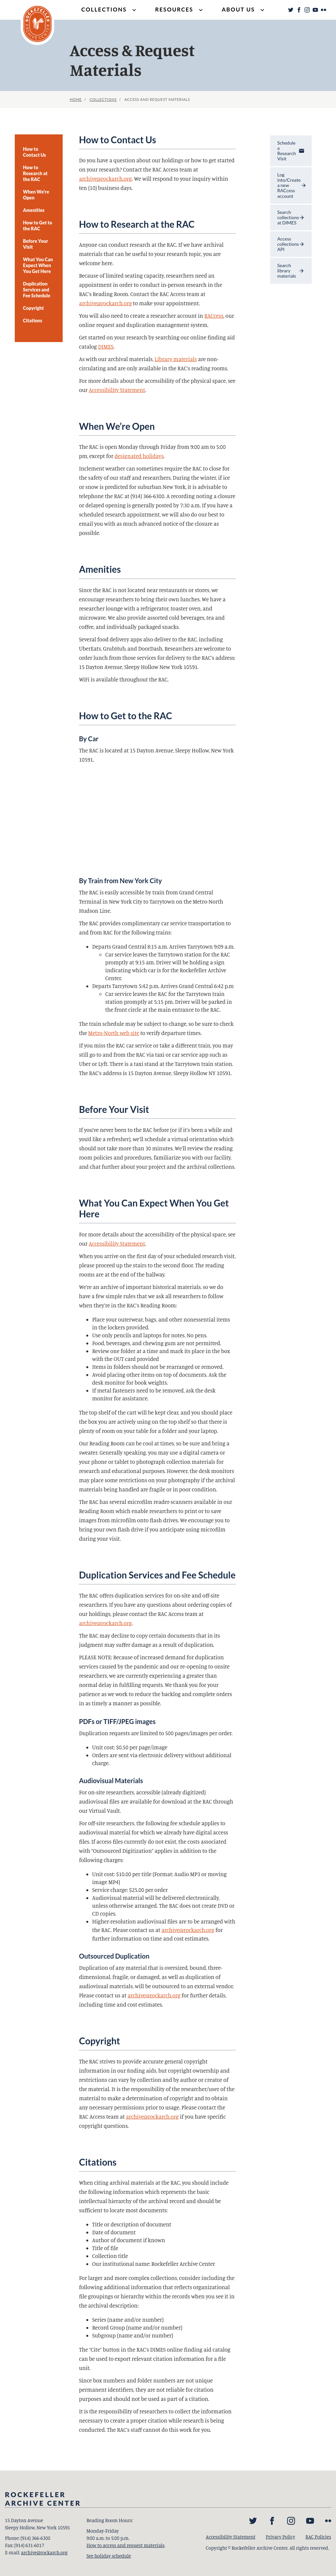 ROCKEFELLER
ARCHIVE CENTER
COLLECTIONS
RESOURCES
ABOUT US
Access & Request
Materials
HOME / COLLECTIONS / ACCESS AND REQUEST MATERIALS
How to
Contact Us
How to
Research at
the RAC
When We're
Open
Amenities
How to Get to
the RAC
Before Your
Visit
What You Can
Expect When
You Get Here
Duplication
Services and
Fee Schedule
Copyright
Citations
How to Contact Us
Do you have a question about our materials or how to get started
on your research? Contact the RAC Access team at
archive@rockarch.org. We will respond to your inquiry within
ten (10) business days.
How to Research at the RAC
Anyone can research at the RAC. If you have an interest in our
materials and are willing to respect our policies, you are
welcome here.
Because of limited seating capacity, researchers need an
appointment to visit and use materials in the RAC's reading
room. Contact the RAC Access team at
archive@rockarch.org to make your appointment.
You will also need to create a researcher account in RACcess, our
online request and duplication management system.
Get started on your research by searching our online finding aid
catalog DIMES.
As with our archival materials, Library materials are non-
circulating and are only available in the RAC's reading rooms.
For more details about the accessibility of the physical space, see
our Accessibility Statement.
When We're Open
The RAC is open Monday through Friday from 9:00 am to 5:00
pm, except for designated holidays.
Inclement weather can sometimes require the RAC to close for
the safety of our staff and researchers. During the winter, if ice
or snow is predicted for New York or is inevitable, please
telephone the RAC at (914) 366-6300. A recording noting a closure
or delayed opening is generally posted by 7:30 a.m. If you have a
scheduled research appointment, we will also do our best to
email you with as much advanced notice of the closure as
possible.
Amenities
Since the RAC is not located near restaurants or stores, we
encourage researchers to bring their own lunches. We have a
researcher lounge with a refrigerator, toaster oven, and
microwave. We also provide assorted cold beverages, tea and
coffee, and individually packaged snacks.
Several food delivery apps also deliver to the RAC, including
UberEats, GrubHub, and DoorDash. Researchers are welcome to
order lunch from those services for delivery to the RAC's address:
15 Dayton Avenue, Sleepy Hollow New York 10591.
WiFi is available throughout the RAC.
How to Get to the RAC
By Car
The RAC is located at 15 Dayton Avenue, Sleepy Hollow, New York
10591.
By Train from New York City
The RAC is easily accessible by train from Grand Central
Terminal in New York City to Tarrytown on the Metro-North
Hudson Line.
The RAC provides complimentary car service transportation to
and from RAC for the following trains:
Departs Grand Central 8:15 a.m. Arrives Tarrytown 9:09 a.m.
Car service leaves the Tarrytown station for the RAC
promptly at 9:15 am. Driver will be holding a sign
indicating which car is for the Rockefeller Archive
Center.
Departs Tarrytown 5:42 p.m. Arrives Grand Central 6:42 p.m
Car service leaves the RAC for the Tarrytown train
station promptly at 5:15 pm. Driver will be parked in
the front circle at the main entrance to the RAC.
The train schedule may be subject to change, so be sure to check
the Metro-North web site to verify departure times.
If you miss the RAC car service or take a different train, you may
still go to and from the RAC via taxi or car service app such as
Uber or Lyft. There is a taxi stand at the Tarrytown train station.
The RAC's address is 15 Dayton Avenue, Sleepy Hollow NY 10591.
Before Your Visit
If you've never been to the RAC before (or if it's been a while and
you'd like a refresher), we'll schedule a virtual orientation which
should not take more than 30 minutes. We'll review the reading
room policies and procedures, familiarize you with our facility,
and chat further about your project and the archival collections.
What You Can Expect When You Get
Here
For more details about the accessibility of the physical space, see
our Accessibility Statement.
When you arrive on the first day of your scheduled research visit,
please proceed up the stairs to the second floor. The reading
rooms are at the end of the hallway.
We're an archive of important historical materials, so we do
have a few simple rules that we ask all researchers to follow
when they're in the RAC's Reading Room:
Place your outerwear, bags, and other nonessential items
in the lockers provided.
Use only pencils and laptops for notes. No pens.
Food, beverages, and chewing gum are not permitted.
Review one folder at a time and mark its place in the box
with the OUT card provided
Items in folders should not be rearranged or removed.
Avoid placing other items on top of documents. Ask the
desk monitor for book weights.
If metal fasteners need to be removed, ask the desk
monitor for assistance.
The top shelf of the cart will be kept clear, and you should place
the box you are actively using on the top shelf so that there is
plenty of room on your table for a folder and your laptop.
Our Reading Room can be cool at times, so be sure and bring a
sweater. Generally speaking, you may use a digital camera or
your phone or tablet to photograph collection materials for
research and educational purposes. However, the desk monitors
may place some restrictions on your photography if the archival
materials being handled are fragile or in poor condition.
The RAC has several microfilm reader-scanners available in our
Reading Room which enable researchers to print or to save
images from microfilm onto flash drives. We encourage you to
bring your own flash drive if you anticipate using microfilm
during your visit.
Duplication Services and Fee Schedule
The RAC offers duplication services for on-site and off-site
researchers. If you have any questions about ordering copies of
our holdings, please contact the RAC Access team at
archive@rockarch.org.
The RAC may decline to copy certain documents that in its
judgment may suffer damage as a result of duplication.
PLEASE NOTE: Because of increased demand for duplication
services caused by the pandemic and our re-opening to onsite
researchers, we are currently experiencing a greater than
normal delay in fulfilling requests. We thank you for your
patience as we work to reduce the backlog and complete orders
in as timely a manner as possible.
PDFs or TIFF/JPEG images
Duplication requests are limited to 500 pages/images per order.
Unit cost: $0.50 per page/image
Orders are sent via electronic delivery without additional
charge.
Audiovisual Materials
For on-site researchers, accessible (already digitized)
audiovisual files are available for download at the RAC through
our Virtual Vault.
For off-site researchers, the following fee schedule applies to
audiovisual material for which we already have archival access
files. If access files currently do not exist, the costs associated
with "Outsourced Digitization" applies in addition to the
following charges:
Unit cost: $10.00 per title (Format: Audio MP3 or moving
image MP4)
Service charge: $25.00 per order
Audiovisual material will be delivered electronically,
unless otherwise arranged. The RAC does not create DVD or
CD copies.
Higher-resolution audiovisual files are to be arranged with
the RAC. Please contact us at archive@rockarch.org for
further information on time and cost estimates.
Outsourced Duplication
Duplication of any material that is oversized, bound, three-
dimensional, fragile, or damaged, as well as duplication of
audiovisual materials, will be outsourced to an external vendor.
Please contact us at archive@rockarch.org for further details,
including time and cost estimates.
Copyright
The RAC strives to provide accurate general copyright
information in our finding aids, but copyright ownership and
restrictions can vary by collection and by activities outside of
the archive. It is the responsibility of the researcher/user of the
material to make the final determination of copyright and to
any necessary permissions prior to usage. Please contact the
RAC Access team at archive@rockarch.org if you have specific
copyright questions.
Citations
When citing archival materials at the RAC, you should include
the following information which represents the basic
intellectual hierarchy of the archival record and should be
sufficient to locate most documents:
Title or description of document
Date of document
Author of document if known
Title of file
Collection title
Our institutional name: Rockefeller Archive Center
For larger and more complex collections, consider including the
following additional information that reflects organizational
file groupings or hierarchy within the records when you see it in
the archival description:
Series (name and/or number)
Record Group (name and/or number)
Subgroup (name and/or number)
The "Cite" button in the RAC's DIMES online finding aid catalog
can be used to export relevant citation information for a file
unit.
Since box numbers and folder numbers are not unique
permanent identifiers, they are not reliable for citation
purposes and should not be used as part of a citation.
It is the responsibility of researchers to collect the information
necessary to create a proper citation while work is being
conducted. The RAC's staff cannot do this work for you.
Schedule
a
Research
Visit
Log
into/Create
a new
RACcess
account
Search
collections
at DIMES
Access
collections
API
Search
library
materials
ROCKEFELLER
ARCHIVE CENTER
15 Dayton Avenue
Sleepy Hollow, New York 10591
Phone: (914) 366-6300
Fax: (914) 631-6017
E-mail: archive@rockarch.org
Reading Room Hours:
Monday-Friday
9:00 a.m. to 5:00 p.m.
How to access and request materials
See holiday schedule
Accessibility Statement
Privacy Policy
RAC Policies
Copyright © Rockefeller Archive Center. All rights reserved.